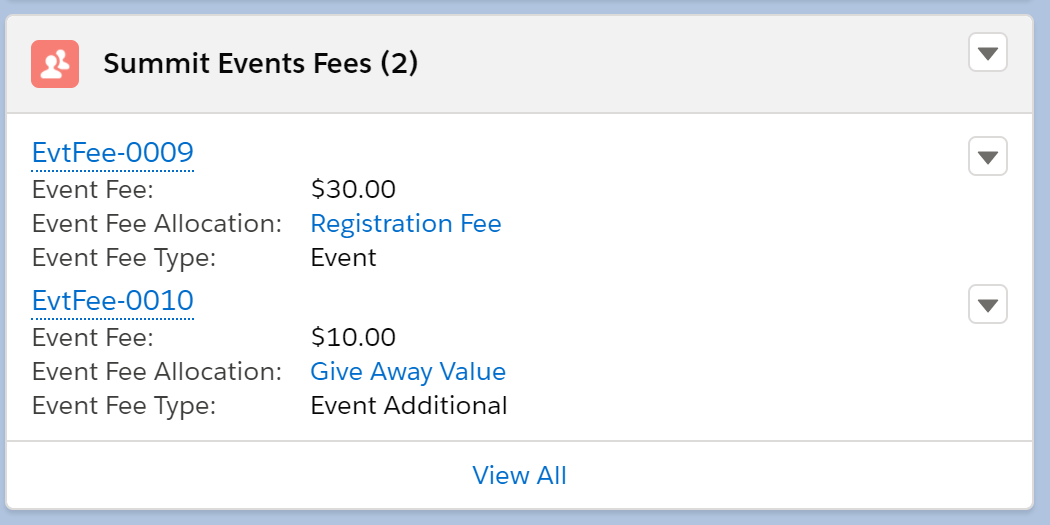 Summit Events Fees (2)
EvtFee-0009
Event Fee: $30.00
Event Fee Allocation: Registration Fee
Event Fee Type: Event
EvtFee-0010
Event Fee: $10.00
Event Fee Allocation: Give Away Value
Event Fee Type: Event Additional
View All